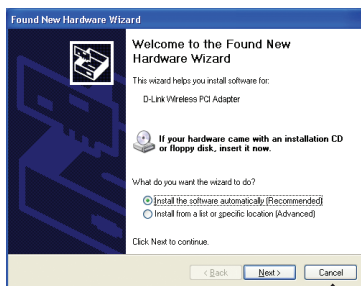 Found New Hardware Wizard
Welcome to the Found New
Hardware Wizard
This wizard helps you install software for:
D-Link Wireless PCI Adapter
If your hardware came with an installation CD
or floppy disk, insert it now.
What do you want the wizard to do?
Install the software automatically (Recommended)
Install from a list or specific location (Advanced)
Click Next to continue.
< Back
Next >
Cancel